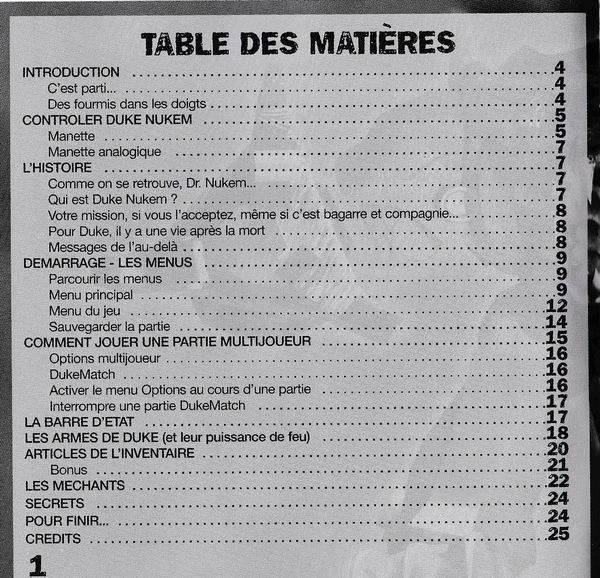 TABLE DES MATIÈRES
INTRODUCTION ........ 4
C'est parti... ........ 4
Des fourmis dans les doigts ........ 4
CONTROLER DUKE NUKEM ........ 5
Manette ........ 5
Manette analogique ........ 7
L'HISTOIRE ........ 7
Comme on se retrouve, Dr. Nukem... ........ 7
Qui est Duke Nukem ? ........ 7
Votre mission, si vous l'acceptez, même si c'est bagarre et compagnie... ........ 8
Pour Duke, il y a une vie après la mort ........ 8
Messages de l'au-delà ........ 8
DEMARRAGE - LES MENUS ........ 9
Parcourir les menus ........ 9
Menu principal ........ 9
Menu du jeu ........ 12
Sauvegarder la partie ........ 14
COMMENT JOUER UNE PARTIE MULTIJOUEUR ........ 15
Options multijoueur ........ 16
DukeMatch ........ 16
Activer le menu Options au cours d'une partie ........ 16
Interrompre une partie DukeMatch ........ 17
LA BARRE D'ETAT ........ 17
LES ARMES DE DUKE (et leur puissance de feu) ........ 18
ARTICLES DE L'INVENTAIRE ........ 20
Bonus ........ 21
LES MECHANTS ........ 22
SECRETS ........ 24
POUR FINIR... ........ 24
CREDITS ........ 25
1